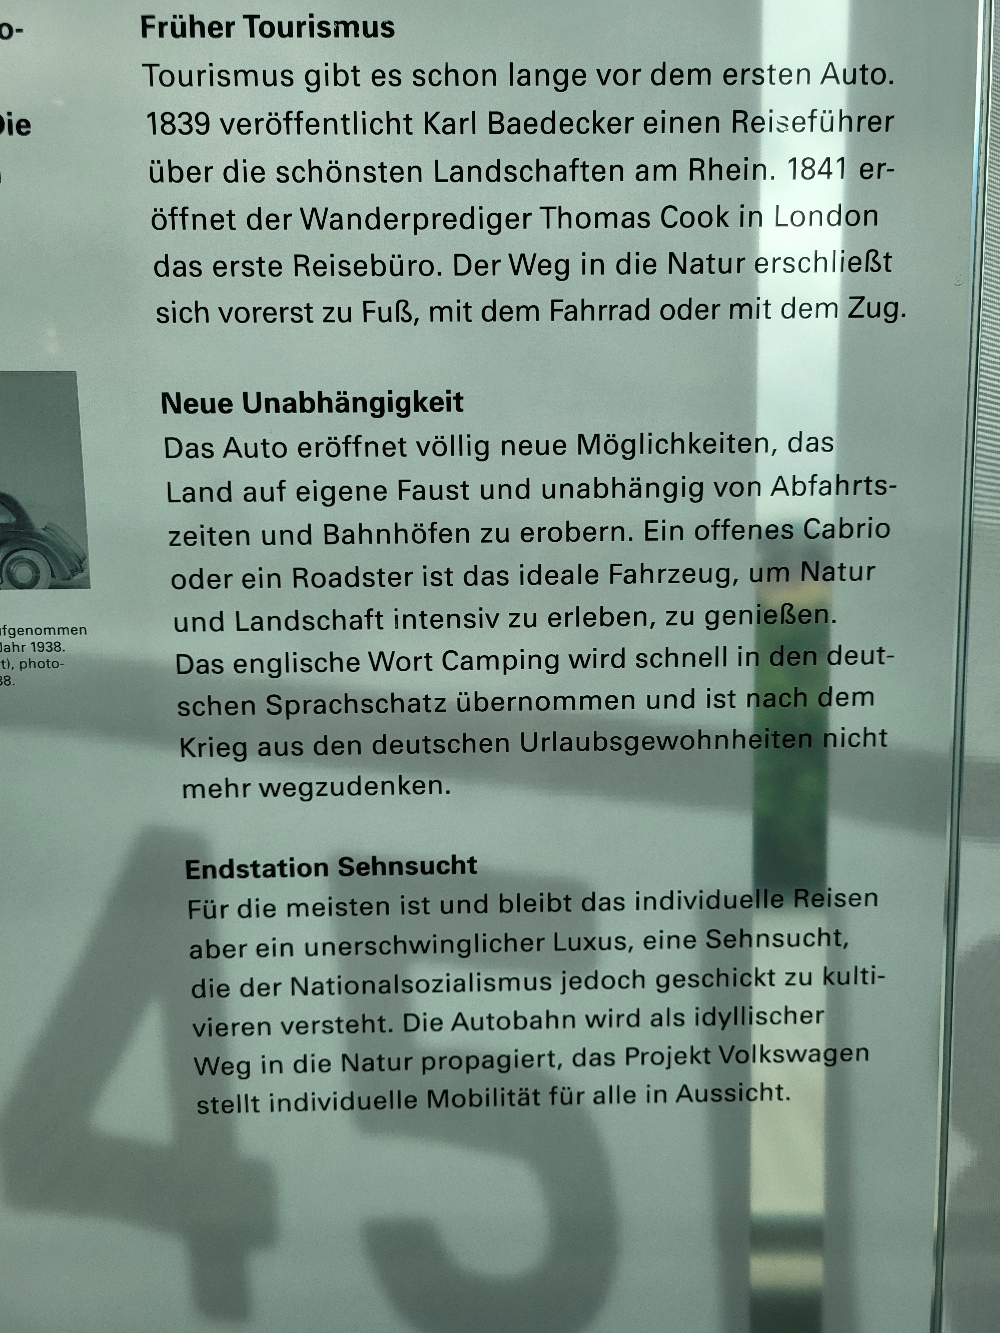 o-
Die
Früher Tourismus
Tourismus gibt es schon lange vor dem ersten Auto.
1839 veröffentlicht Karl Baedecker einen Reiseführer
über die schönsten Landschaften am Rhein. 1841 er-
öffnet der Wanderprediger Thomas Cook in London
das erste Reisebüro. Der Weg in die Natur erschließt
sich vorerst zu Fuß, mit dem Fahrrad oder mit dem Zug.
Neue Unabhängigkeit
Das Auto eröffnet völlig neue Möglichkeiten, das
Land auf eigene Faust und unabhängig von Abfahrts-
zeiten und Bahnhöfen zu erobern. Ein offenes Cabrio
oder ein Roadster ist das ideale Fahrzeug, um Natur
und Landschaft intensiv zu erleben, zu genießen.
Das englische Wort Camping wird schnell in den deut-
schen Sprachschatz übernommen und ist nach dem
Krieg aus den deutschen Urlaubsgewohnheiten nicht
mehr wegzudenken.
Endstation Sehnsucht
Für die meisten ist und bleibt das individuelle Reisen
aber ein unerschwinglicher Luxus, eine Sehnsucht,
die der Nationalsozialismus jedoch geschickt zu kulti-
vieren versteht. Die Autobahn wird als idyllischer
Weg in die Natur propagiert, das Projekt Volkswagen
stellt individuelle Mobilität für alle in Aussicht.
fgenommen
Jahr 1938.
t), photo-
38.
45